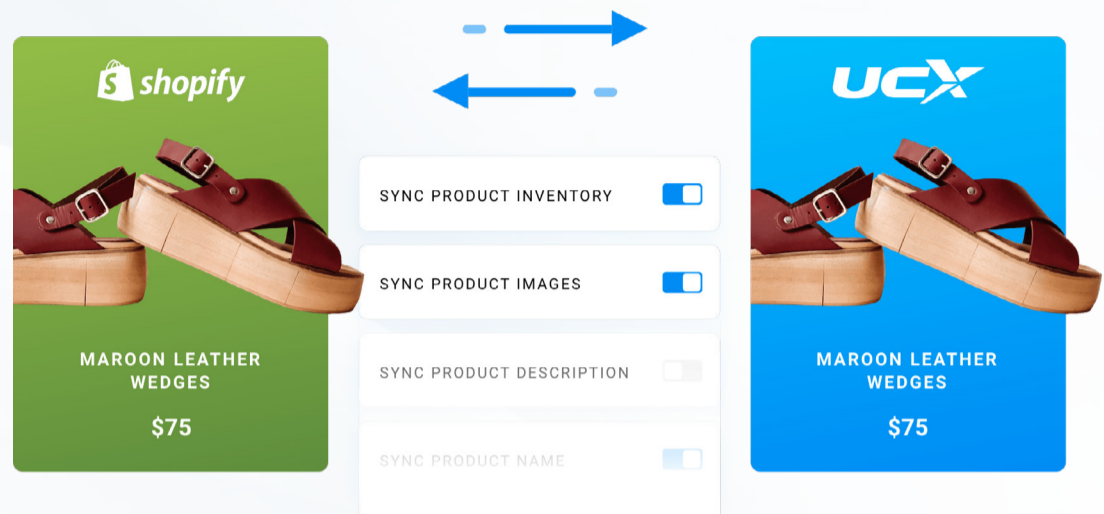 shopify
MAROON LEATHER
WEDGES
$75
SYNC PRODUCT INVENTORY
SYNC PRODUCT IMAGES
SYNC PRODUCT DESCRIPTION
SYNC PRODUCT NAME
UCX
MAROON LEATHER
WEDGES
$75